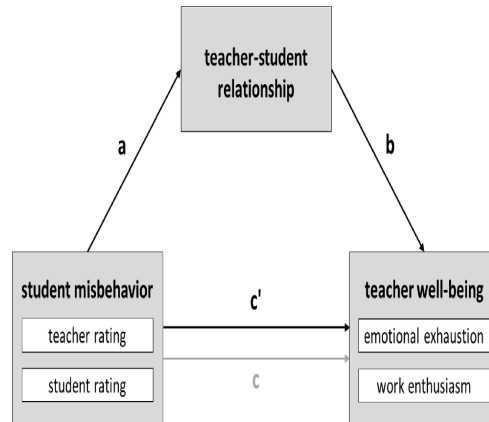 teacher-student
relationship
a
b
student misbehavior
teacher rating
student rating
c'
c
teacher well-being
emotional exhaustion
work enthusiasm